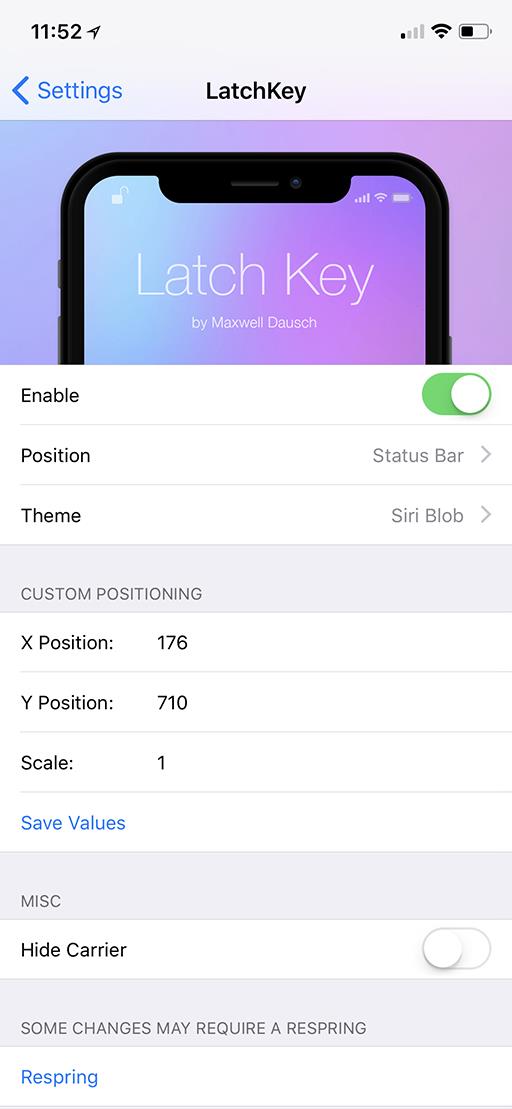 11:52
Settings
LatchKey
Latch Key
by Maxwell Dausch
Enable
Position Status Bar
Theme Siri Blob
CUSTOM POSITIONING
X Position: 176
Y Position: 710
Scale: 1
Save Values
MISC
Hide Carrier
SOME CHANGES MAY REQUIRE A RESPRING
Respring